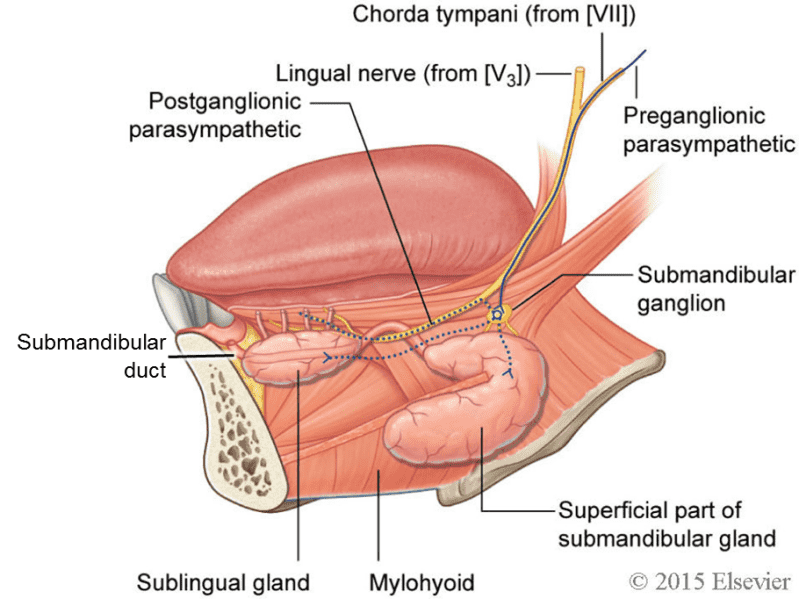 Chorda tympani (from [VII])
Lingual nerve (from [V₃])
Postganglionic
parasympathetic
Preganglionic
parasympathetic
Submandibular
ganglion
Submandibular
duct
Superficial part of
submandibular gland
Sublingual gland
Mylohyoid
© 2015 Elsevier